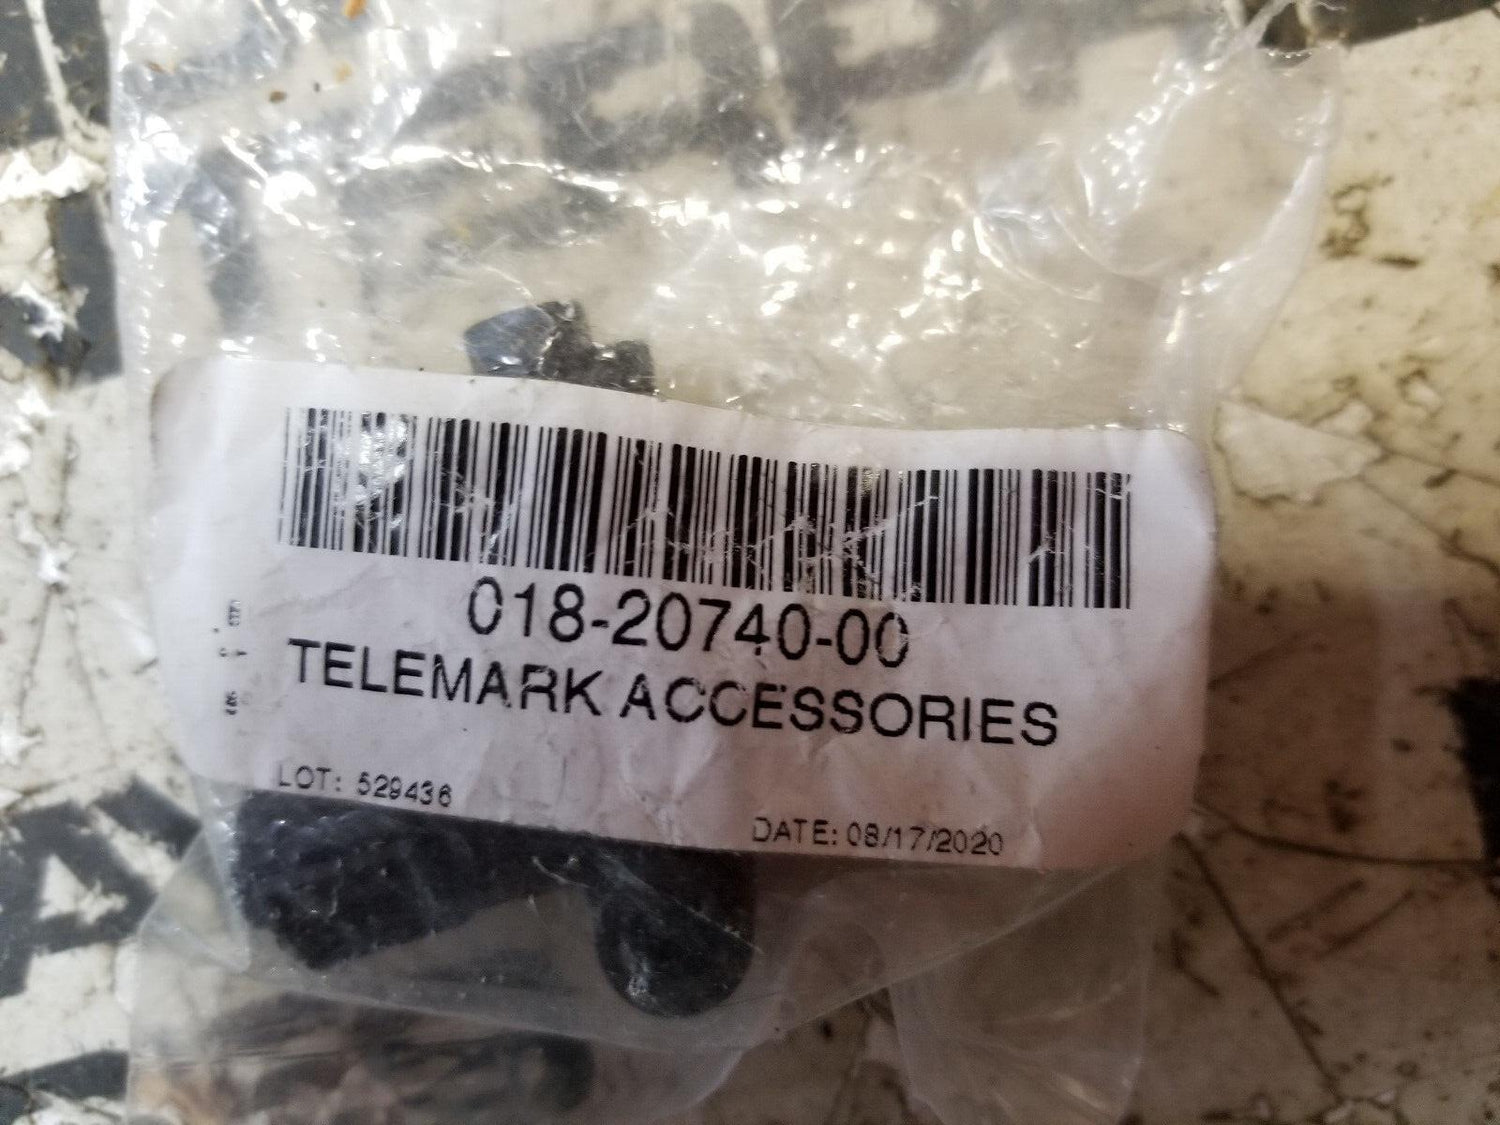 018-20740-00
TELEMARK ACCESSORIES
LOT: 529436
DATE: 08/17/2020